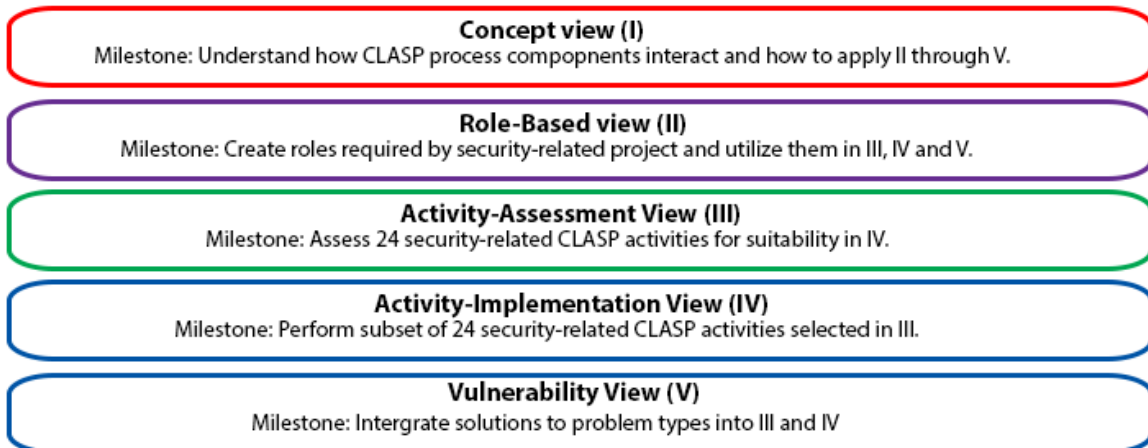 Concept view (I)
Milestone: Understand how CLASP process compopnents interact and how to apply II through V.
Role-Based view (II)
Milestone: Create roles required by security-related project and utilize them in III, IV and V.
Activity-Assessment View (III)
Milestone: Assess 24 security-related CLASP activities for suitability in IV.
Activity-Implementation View (IV)
Milestone: Perform subset of 24 security-related CLASP activities selected in III.
Vulnerability View (V)
Milestone: Intergrate solutions to problem types into III and IV